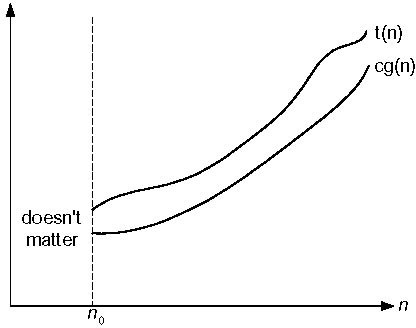 t(n)
cg(n)
doesn't
matter
n
n0